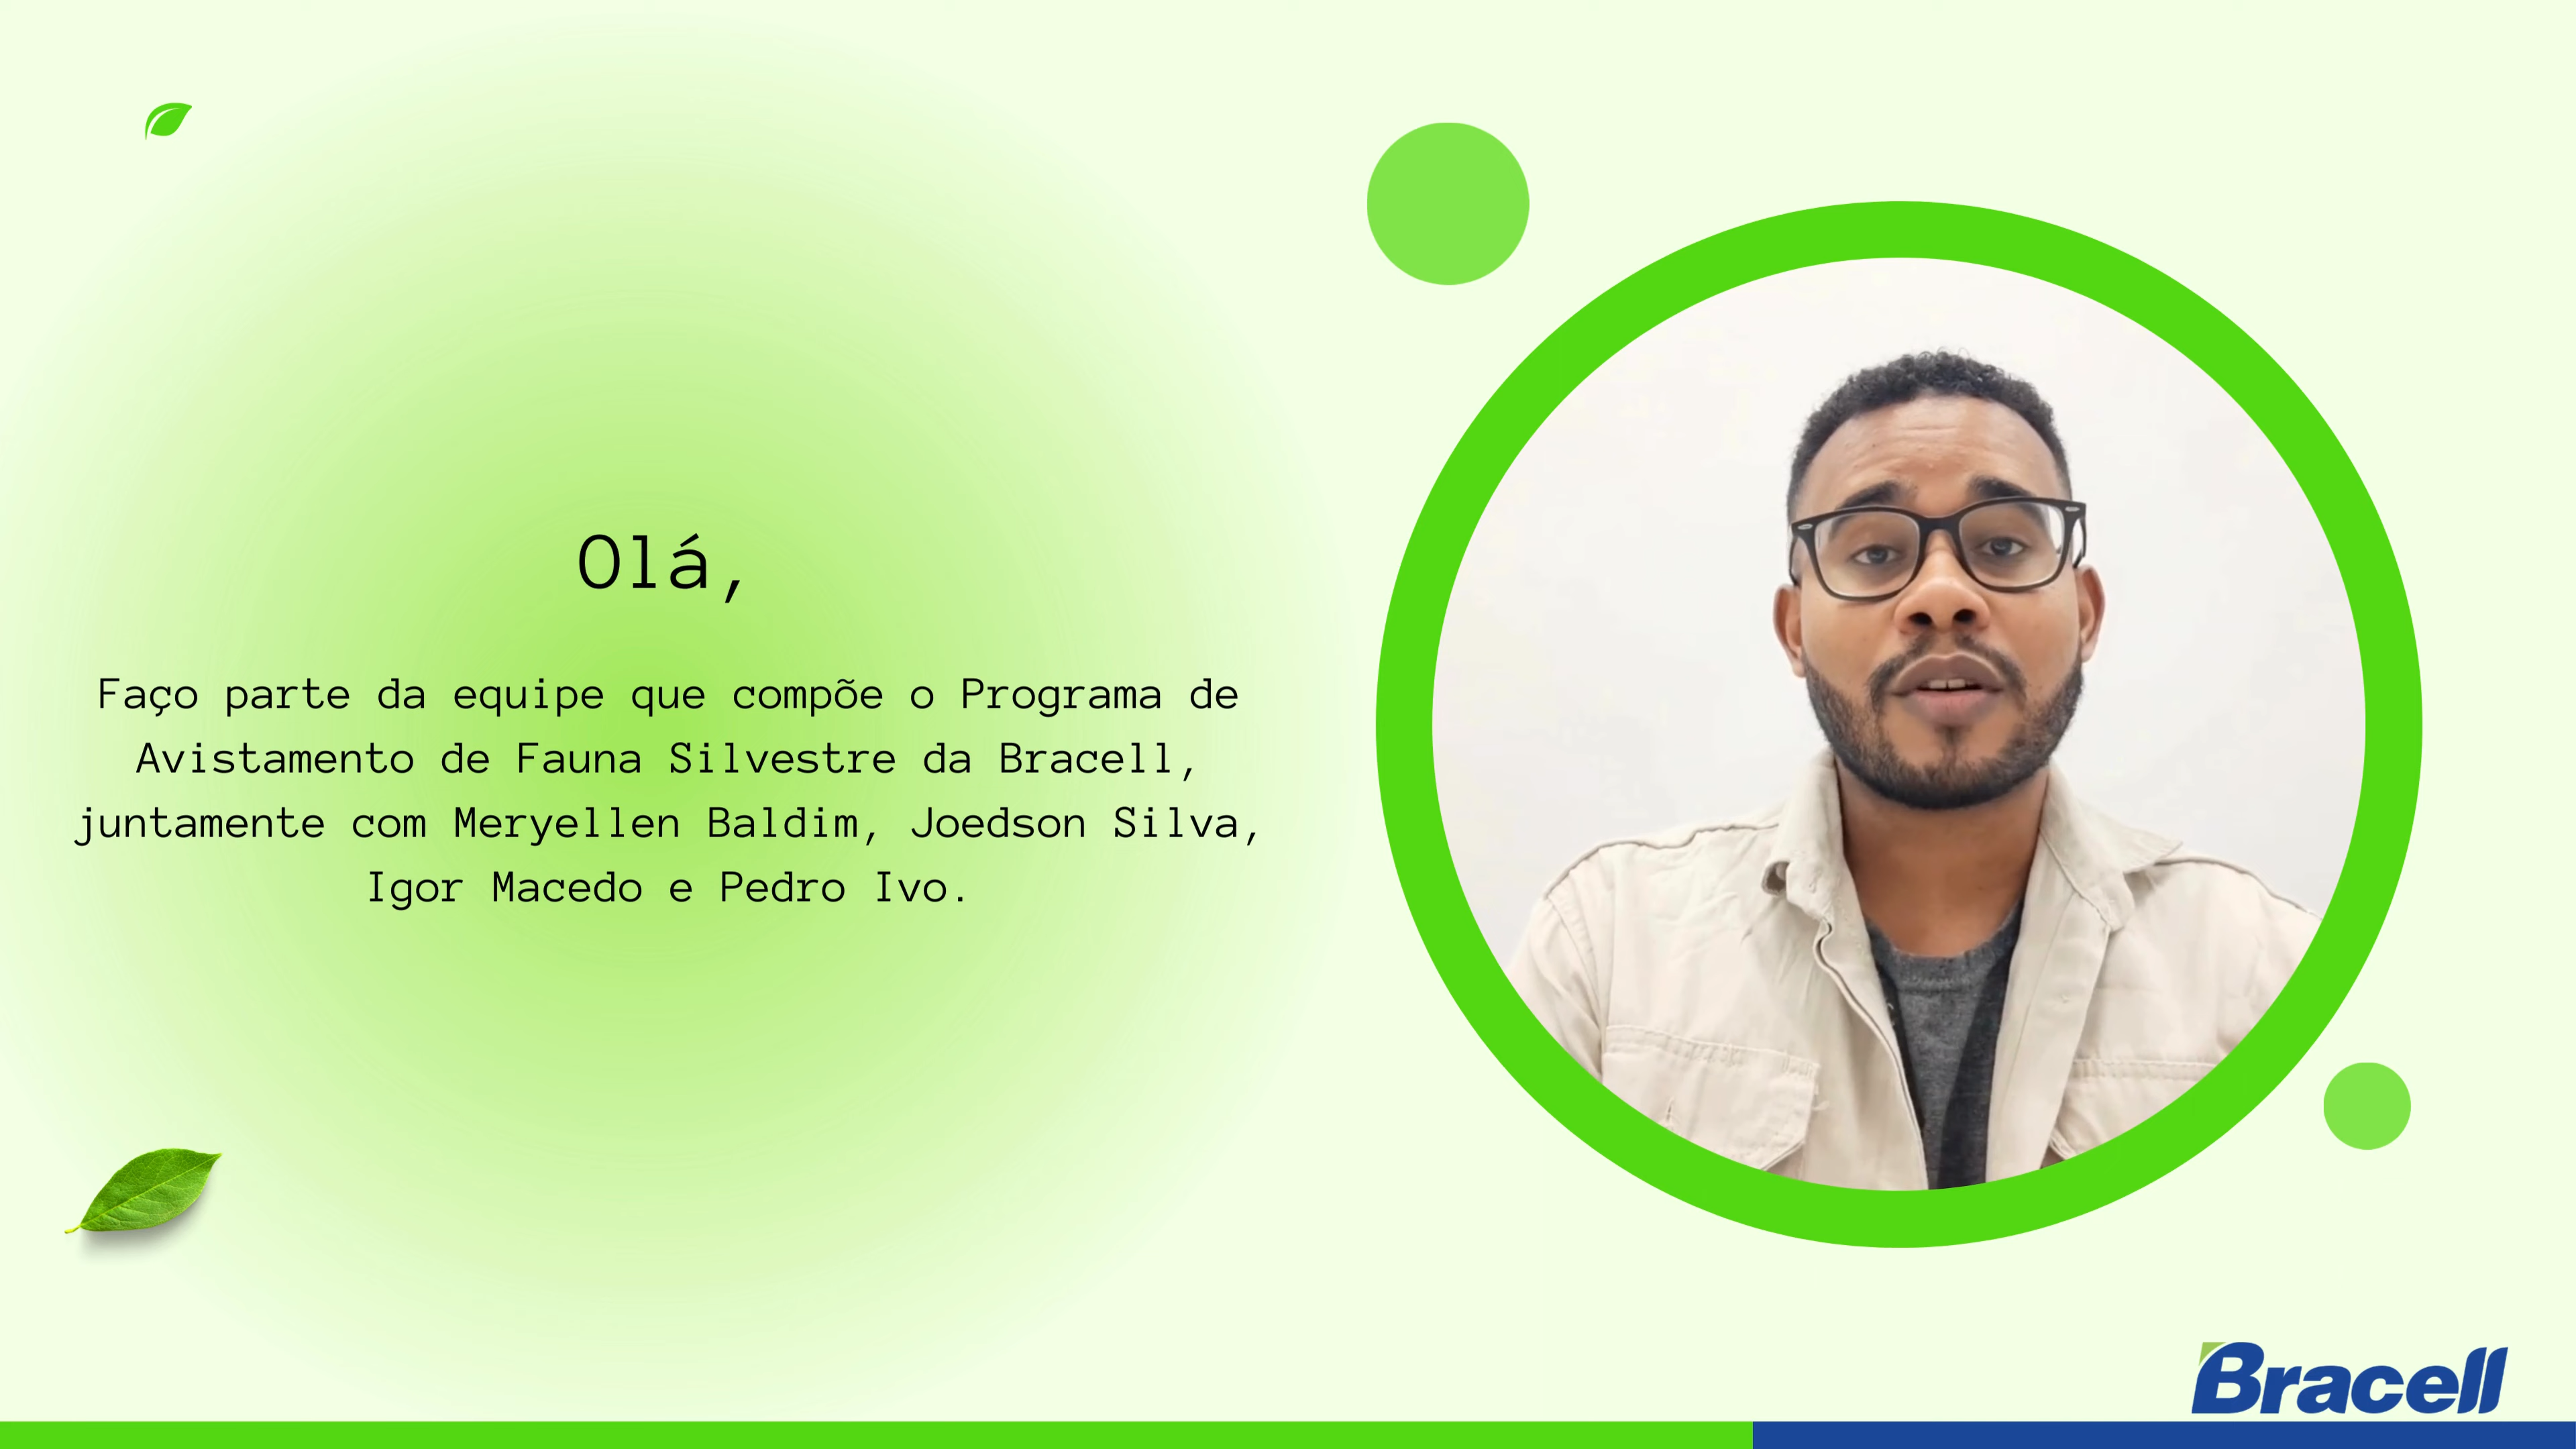 Olá,
Faço parte da equipe que compõe o Programa de
Avistamento de Fauna Silvestre da Bracell,
juntamente com Meryellen Baldim, Joedson Silva,
Igor Macedo e Pedro Ivo.
Bracell